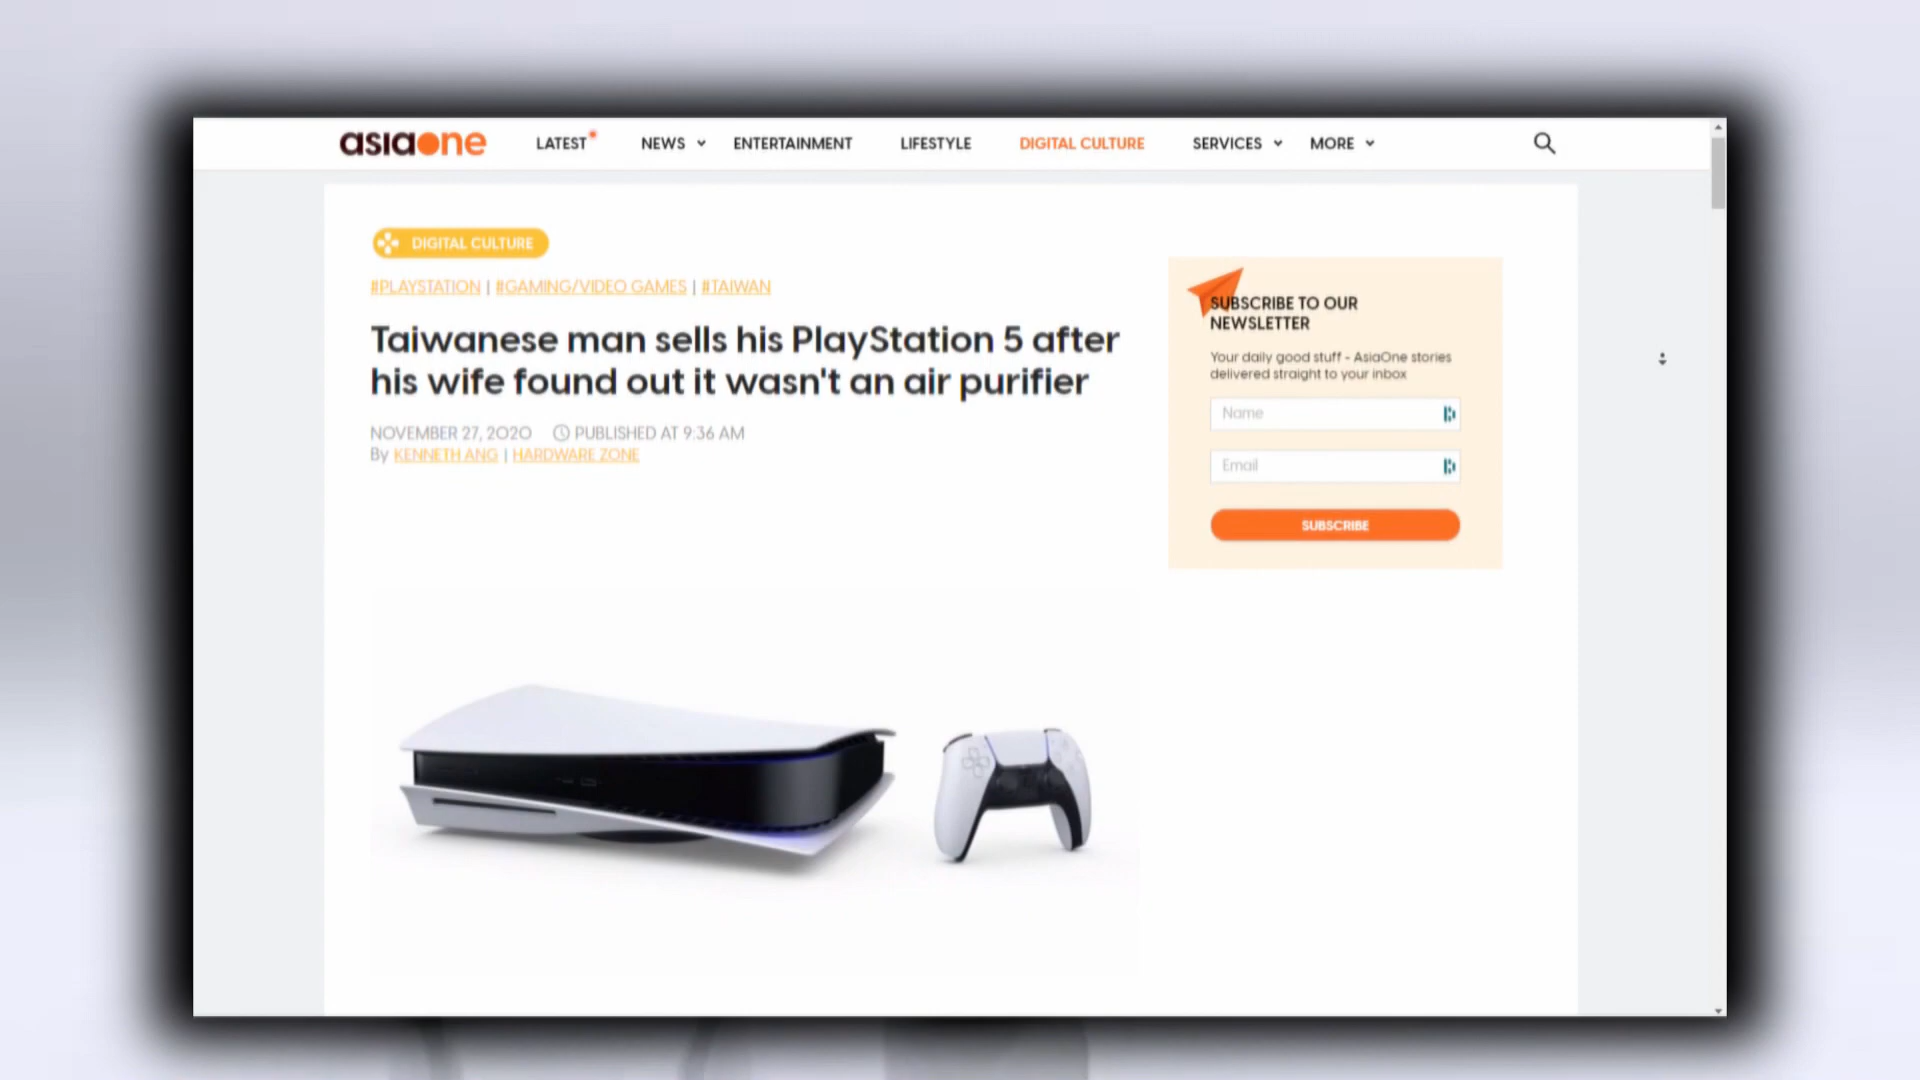 asiaone
LATEST NEWS ENTERTAINMENT LIFESTYLE DIGITAL CULTURE SERVICES MORE
DIGITAL CULTURE
#PLAYSTATION | #GAMING/VIDEO GAMES | #TAIWAN
Taiwanese man sells his PlayStation 5 after
his wife found out it wasn't an air purifier
NOVEMBER 27, 2020 PUBLISHED AT 9:36 AM
By KENNETH ANG | HARDWARE ZONE
SUBSCRIBE TO OUR
NEWSLETTER
Your daily good stuff - AsiaOne stories
delivered straight to your inbox
Name
Email
SUBSCRIBE